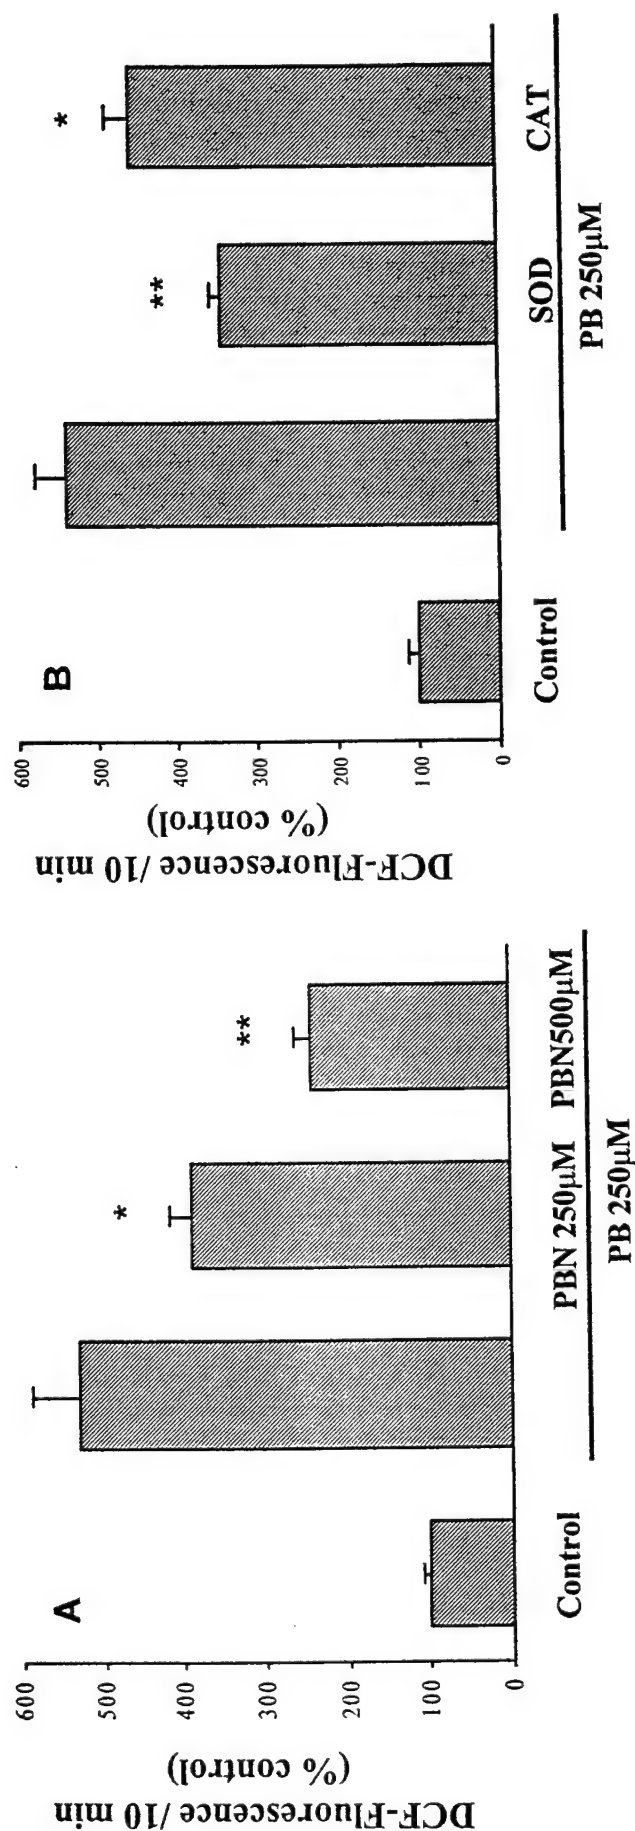 A
DCF-Fluorescence /10 min
(% control)
600
500
400
300
200
100
0
*
**
Control
PBN 250µM
PBN500µM
PB 250µM
B
DCF-Fluorescence /10 min
(% control)
600
500
400
300
200
100
0
**
*
Control
SOD
CAT
PB 250µM